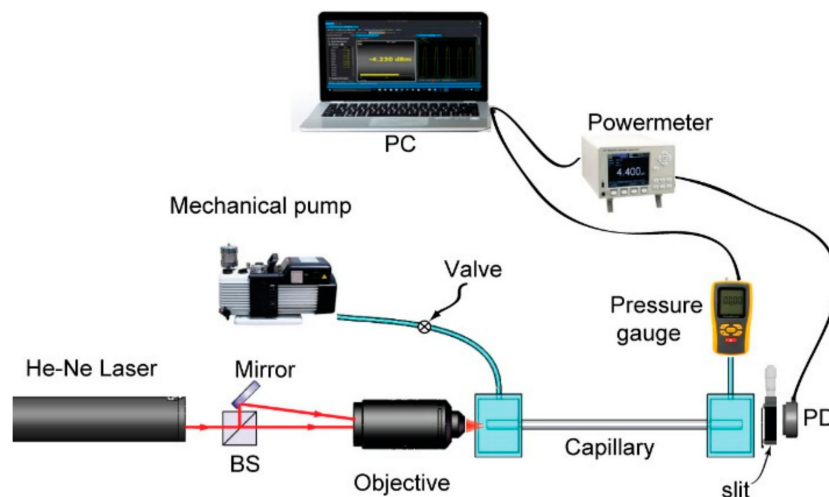 -4.230 dBm
PC
Powermeter
4.400
Mechanical pump
Valve
Pressure
gauge
He-Ne Laser
Mirror
BS
Objective
Capillary
PD
slit